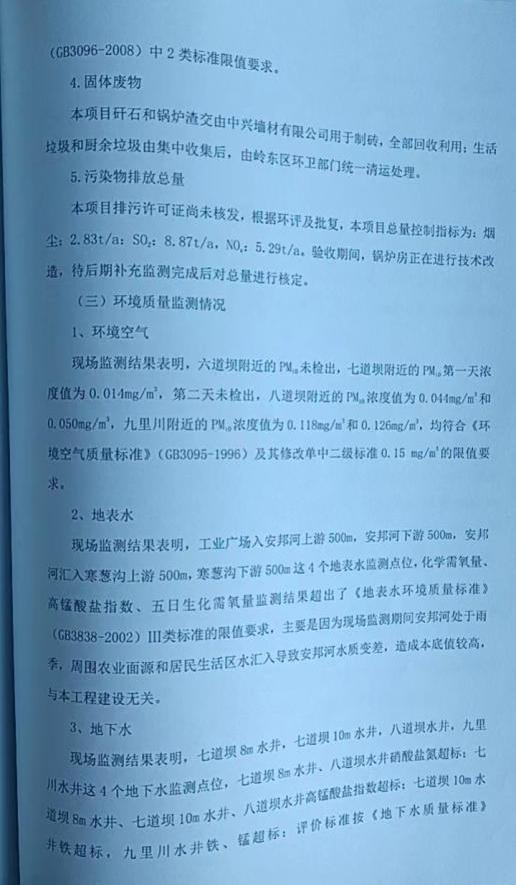 （GB3096-2008）中 2 类标准限值要求。
4.固体废物
本项目矸石和锅炉渣交由中兴墙材有限公司用于制砖，全部回收利用；生活
垃圾和厨余垃圾由集中收集后，由岭东区环卫部门统一清运处理。
5.污染物排放总量
本项目排污许可证尚未核发，根据环评及批复，本项目总量控制指标为：烟
尘：2.83t/a；SO₂：8.87t/a，NOₓ：5.29t/a。验收期间，锅炉房正在进行技术改
造，待后期补充监测完成后对总量进行核定。
（三）环境质量监测情况
1、环境空气
现场监测结果表明，六道坝附近的 PM₁₀未检出，七道坝附近的 PM₁₀第一天浓
度值为 0.014mg/m³，第二天未检出，八道坝附近的 PM₁₀浓度值为 0.044mg/m³和
0.050mg/m³，九里川附近的 PM₁₀浓度值为 0.118mg/m³和 0.126mg/m³，均符合《环
境空气质量标准》（GB3095-1996）及其修改单中二级标准 0.15 mg/m³的限值要
求。
2、地表水
现场监测结果表明，工业广场入安邦河上游 500m，安邦河下游 500m，安邦
河汇入寒葱沟上游 500m，寒葱沟下游 500m 这 4 个地表水监测点位，化学需氧量、
高锰酸盐指数、五日生化需氧量监测结果超出了《地表水环境质量标准》
（GB3838-2002）III类标准的限值要求，主要是因为现场监测期间安邦河处于雨
季，周围农业面源和居民生活区水汇入导致安邦河水质变差，造成本底值较高，
与本工程建设无关。
3、地下水
现场监测结果表明，七道坝 8m 水井，七道坝 10m 水井，八道坝水井，九里
川水井这 4 个地下水监测点位，七道坝 8m 水井、八道坝水井硝酸盐氮超标；七
道坝 8m 水井、七道坝 10m 水井、八道坝水井高锰酸盐指数超标；七道坝 10m 水
井铁超标，九里川水井铁、锰超标；评价标准按《地下水质量标准》